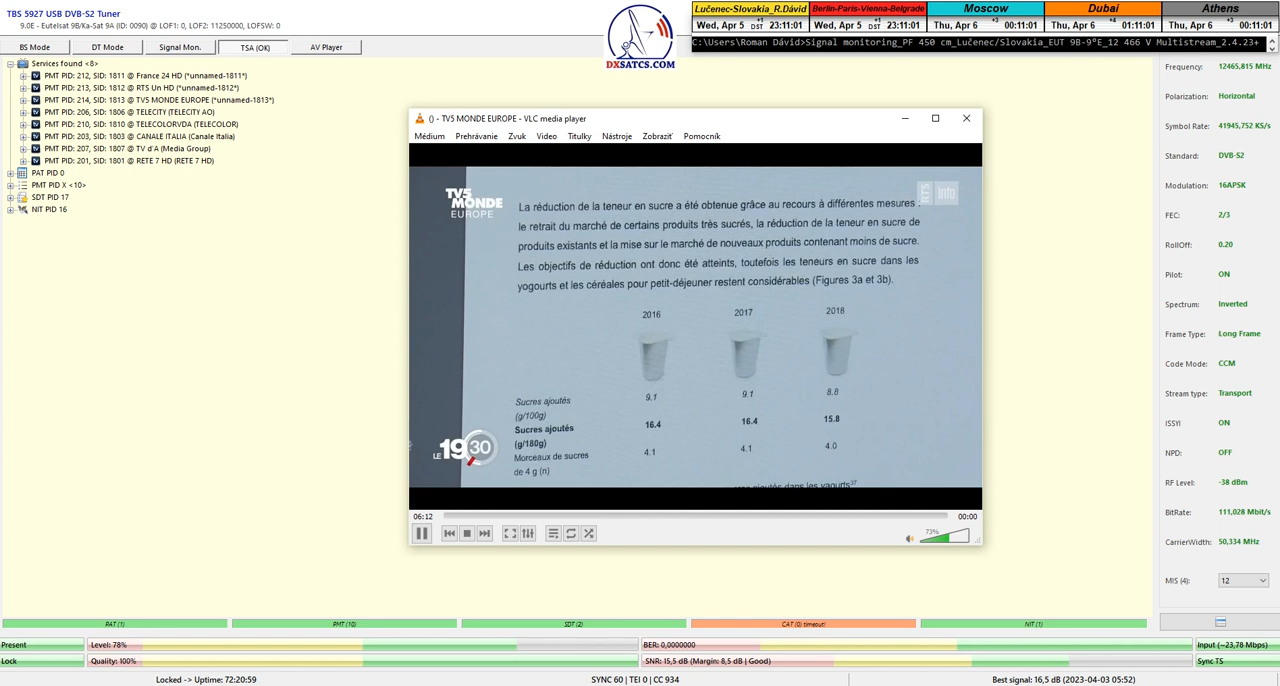 TBS 5927 USB DVB-S2 Tuner
9.0E - Eutelsat 9B/Ka-Sat 9A (ID: 0090) @ LOF1: 0, LOF2: 11250000, LOFSW: 0
BS Mode
DT Mode
Signal Mon.
TSA (OK)
AV Player
DXSATCS.COM
Lučenec-Slovakia_R.Dávid
Berlin-Paris-Vienna-Belgrade
Moscow
Dubai
Athens
Wed, Apr 5 +1 DST 23:11:01
Wed, Apr 5 +1 DST 23:11:01
Thu, Apr 6 +3 00:11:01
Thu, Apr 6 +4 01:11:01
Thu, Apr 6 +3 DST 00:11:01
C:\Users\Roman Dávid>Signal monitoring_PF 450 cm_Lučenec/Slovakia_EUT 9B-9°E_12 466 V Multistream_2.4.23+
Services found <8>
PMT PID: 212, SID: 1811 @ France 24 HD (*unnamed-1811*)
PMT PID: 213, SID: 1812 @ RTS Un HD (*unnamed-1812*)
PMT PID: 214, SID: 1813 @ TV5 MONDE EUROPE (*unnamed-1813*)
PMT PID: 206, SID: 1806 @ TELECITY (TELECITY AO)
PMT PID: 210, SID: 1810 @ TELECOLORVDA (TELECOLOR)
PMT PID: 203, SID: 1803 @ CANALE ITALIA (Canale Italia)
PMT PID: 207, SID: 1807 @ TV d'A (Media Group)
PMT PID: 201, SID: 1801 @ RETE 7 HD (RETE 7 HD)
PAT PID 0
PMT PID X <10>
SDT PID 17
NIT PID 16
() - TV5 MONDE EUROPE - VLC media player
Médium Prehrávanie Zvuk Video Titulky Nástroje Zobraziť Pomocník
TV5
MONDE
EUROPE
RTS Info
La réduction de la teneur en sucre a été obtenue grâce au recours à différentes mesures :
le retrait du marché de certains produits très sucrés, la réduction de la teneur en sucre de
produits existants et la mise sur le marché de nouveaux produits contenant moins de sucre.
Les objectifs de réduction ont donc été atteints, toutefois les teneurs en sucre dans les
yogourts et les céréales pour petit-déjeuner restent considérables (Figures 3a et 3b).
2016 2017 2018
Sucres ajoutés
(g/100g)
9.1 9.1 8.8
Sucres ajoutés
(g/180g)
16.4 16.4 15.8
Morceaux de sucres
de 4 g (n)
4.1 4.1 4.0
ajoutés dans les yaourts37
LE 19 30
06:12
00:00
73%
Frequency: 12465,815 MHz
Polarization: Horizontal
Symbol Rate: 41945,752 KS/s
Standard: DVB-S2
Modulation: 16APSK
FEC: 2/3
RollOff: 0.20
Pilot: ON
Spectrum: Inverted
Frame Type: Long Frame
Code Mode: CCM
Stream type: Transport
ISSYI ON
NPD: OFF
RF Level: -38 dBm
BitRate: 111,028 Mbit/s
CarrierWidth: 50,334 MHz
MIS (4): 12
PAT (1)
PMT (10)
SDT (2)
CAT (0) timeout!
NIT (1)
Present
Level: 78%
BER: 0,0000000
Input (~23,78 Mbps)
Lock
Quality: 100%
SNR: 15,5 dB (Margin: 8,5 dB | Good)
Sync TS
Locked -> Uptime: 72:20:59
SYNC 60 | TEI 0 | CC 934
Best signal: 16,5 dB (2023-04-03 05:52)